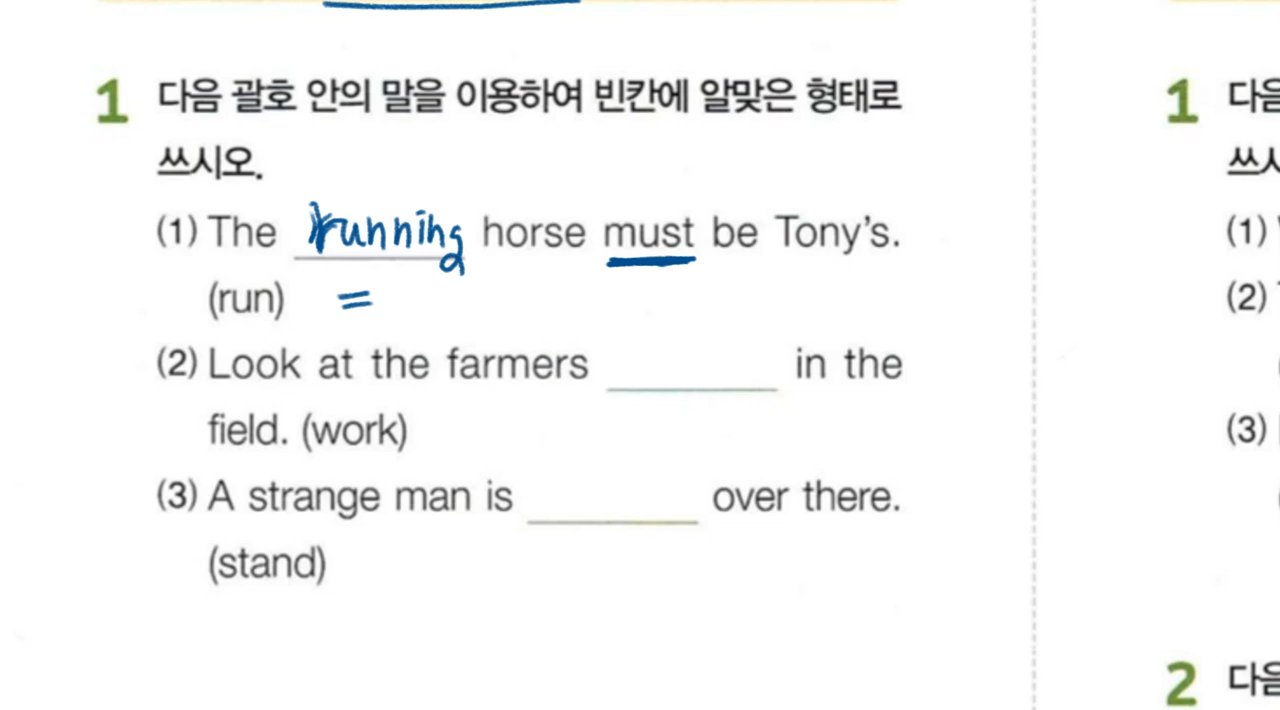 1 다음 괄호 안의 말을 이용하여 빈칸에 알맞은 형태로
쓰시오.
(1) The running horse must be Tony's.
(run) =
(2) Look at the farmers ________ in the
field. (work)
(3) A strange man is ________ over there.
(stand)
1 다음
쓰시
(1)
(2)
(3)
2 다음